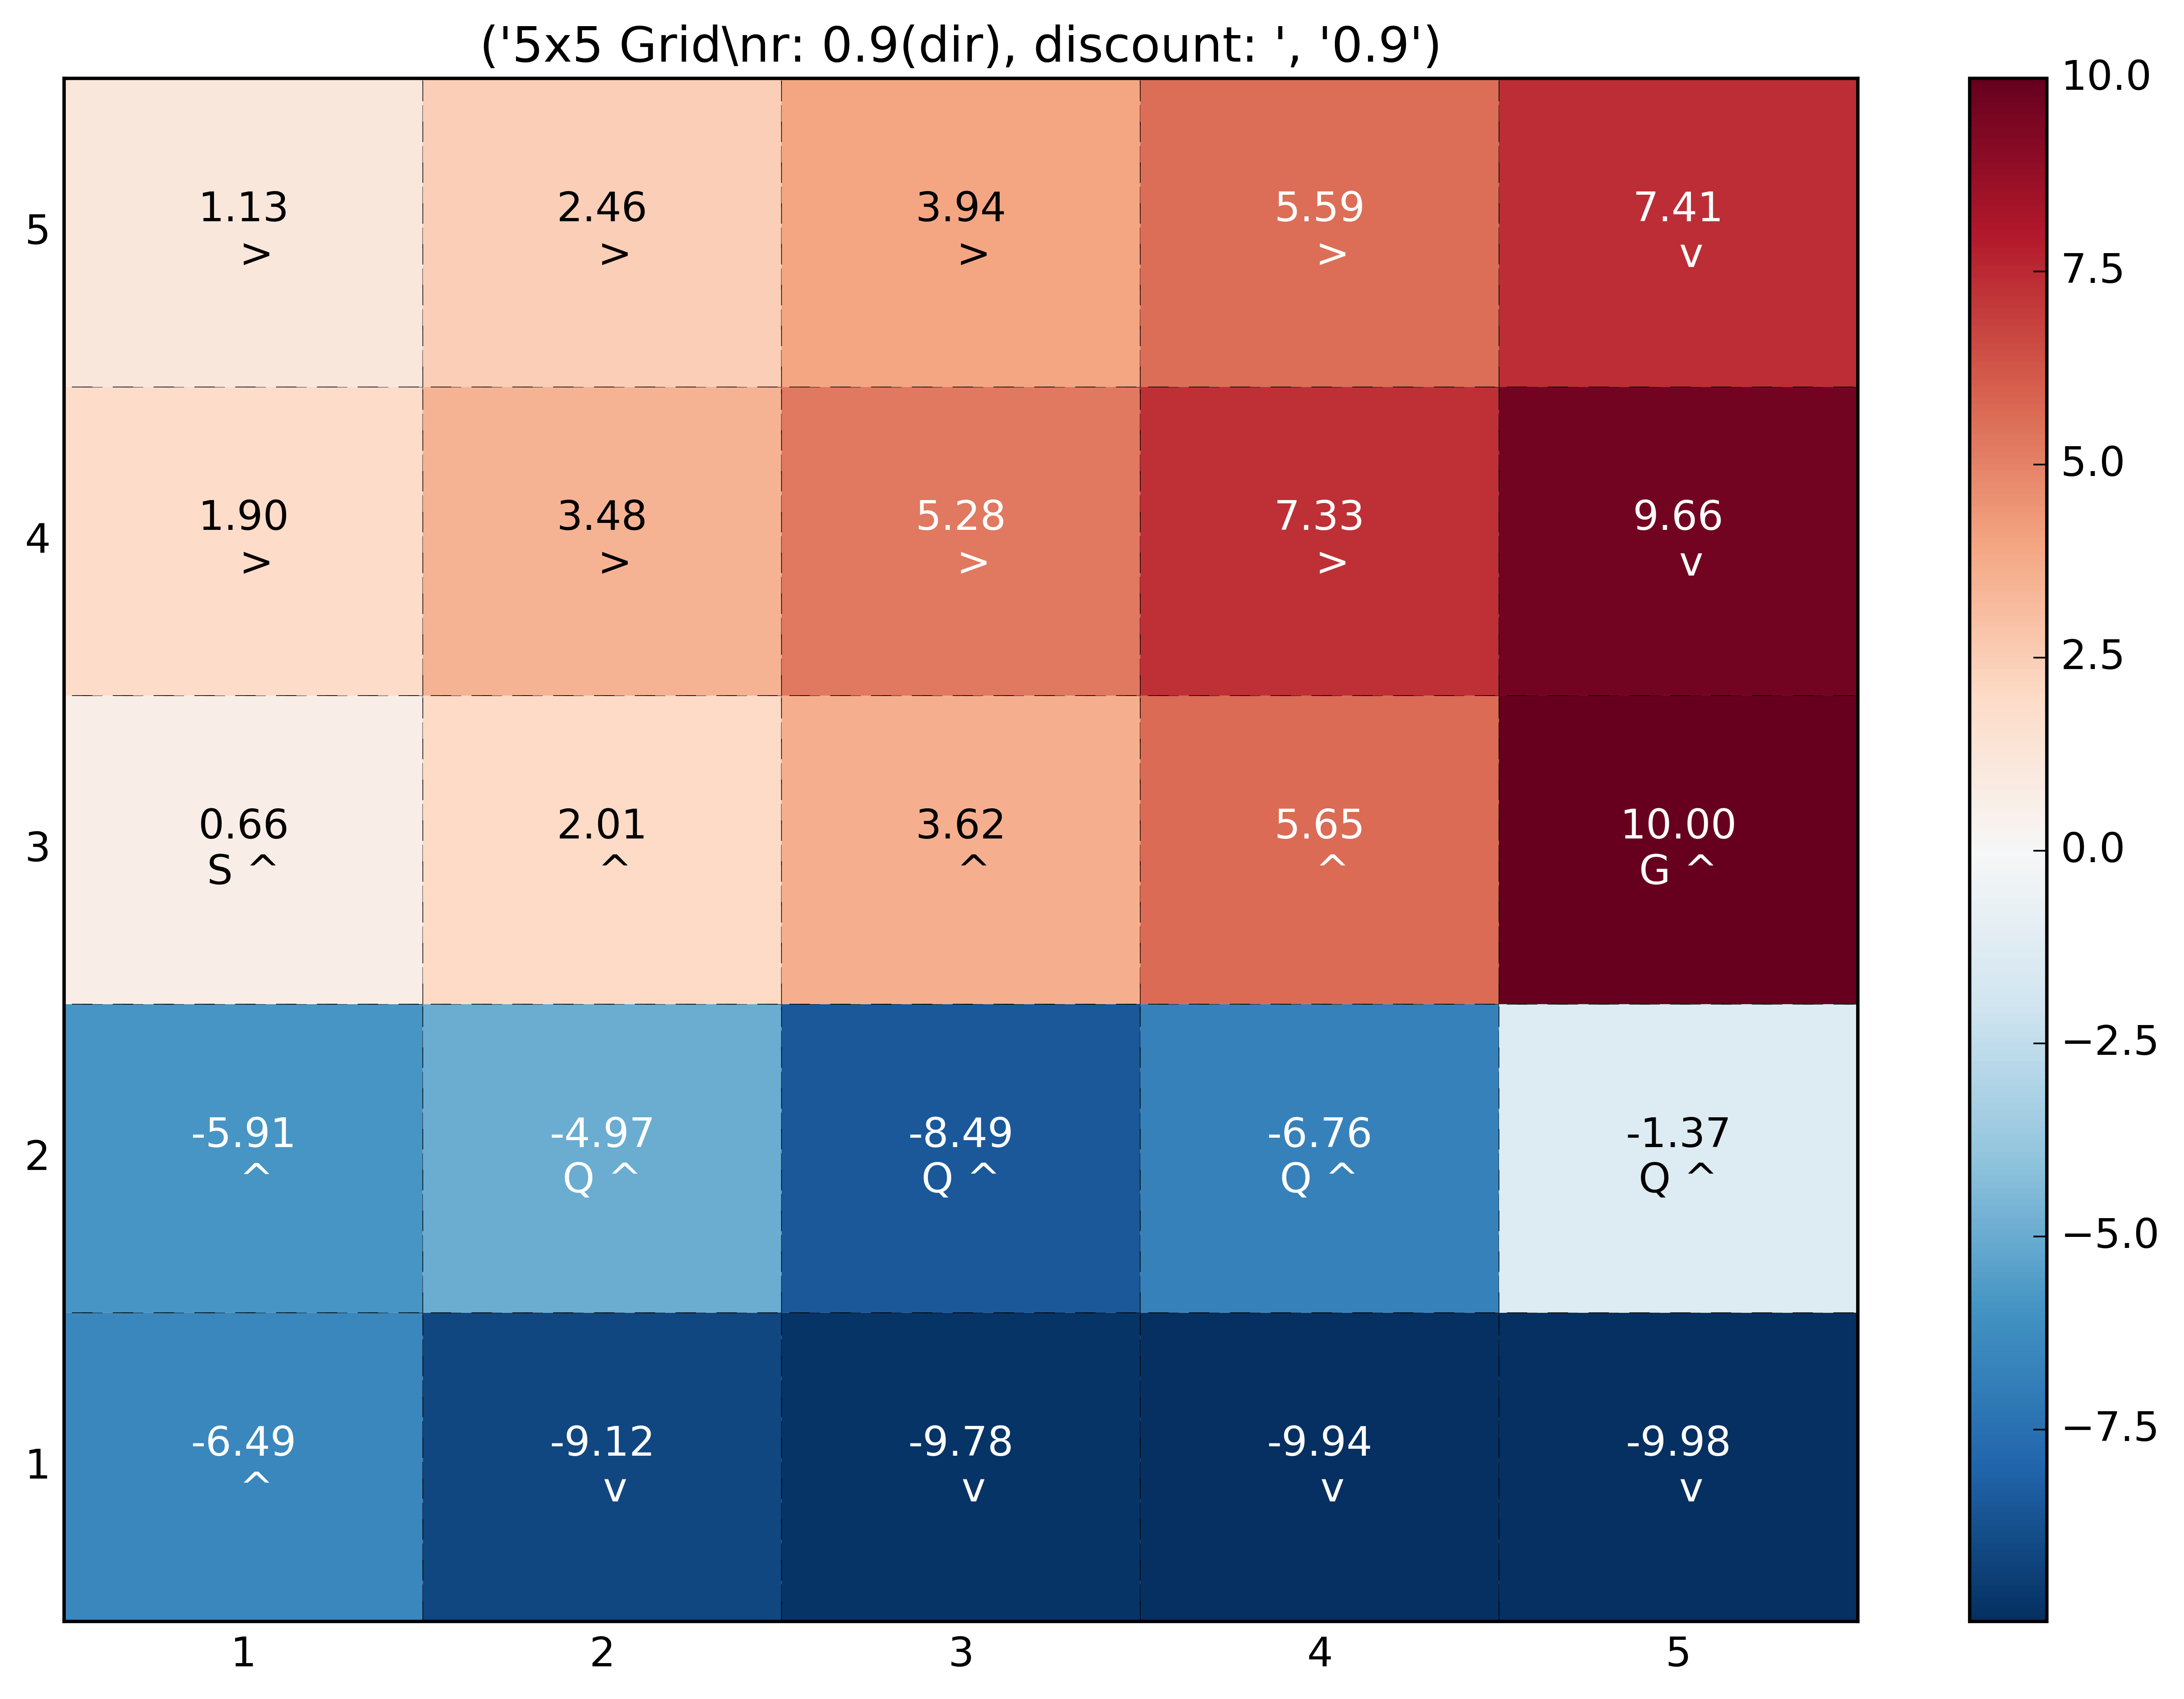 ('5x5 Grid\nr: 0.9(dir), discount: ', '0.9')
10.0
5 1.13 2.46 3.94 5.59 7.41
> > > > v
7.5
5.0
4 1.90 3.48 5.28 7.33 9.66
> > > > v
2.5
3 0.66 2.01 3.62 5.65 10.00
S ^ ^ ^ ^ G ^
0.0
−2.5
2 -5.91 -4.97 -8.49 -6.76 -1.37
^ Q ^ Q ^ Q ^ Q ^
−5.0
−7.5
1 -6.49 -9.12 -9.78 -9.94 -9.98
^ v v v v
1 2 3 4 5